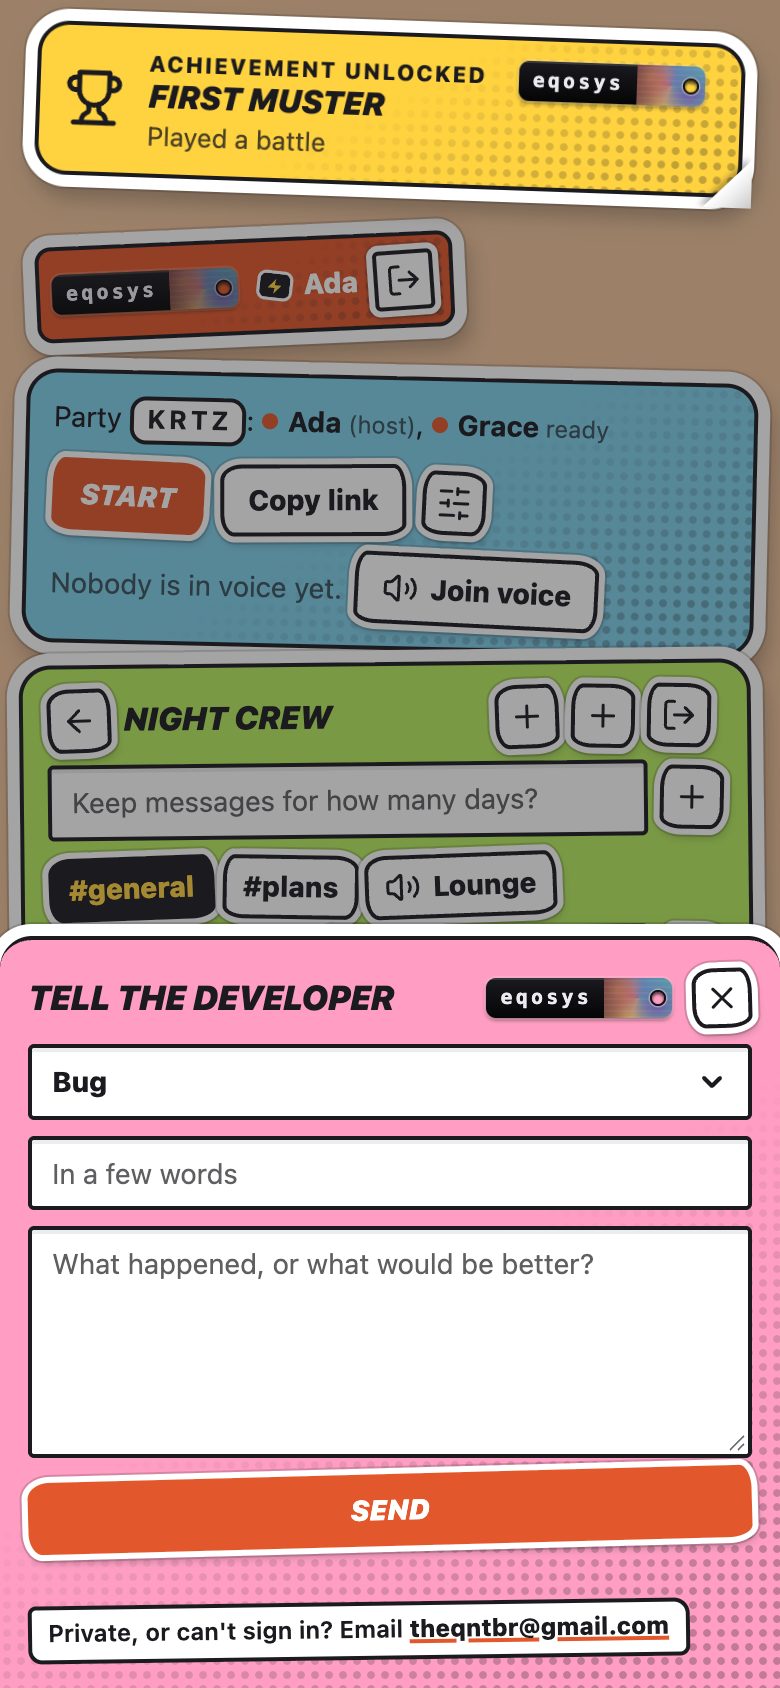 ACHIEVEMENT UNLOCKED
FIRST MUSTER
Played a battle
eqosys
eqosys
Ada
Party KRTZ: Ada (host), Grace ready
START
Copy link
Nobody is in voice yet.
Join voice
NIGHT CREW
Keep messages for how many days?
#general
#plans
Lounge
TELL THE DEVELOPER
eqosys
Bug
In a few words
What happened, or what would be better?
SEND
Private, or can't sign in? Email theqntbr@gmail.com